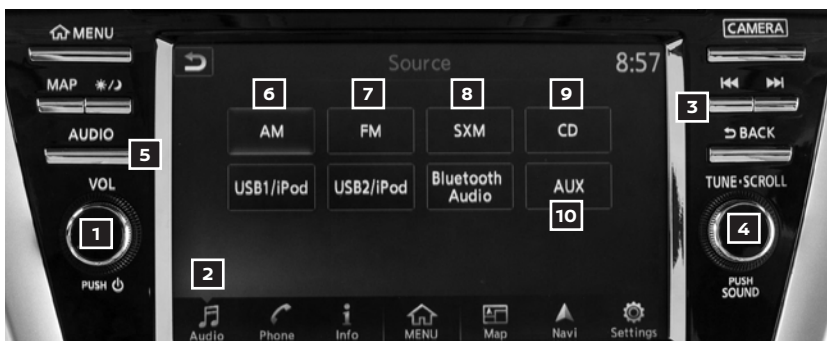 MENU
CAMERA
Source
8:57
MAP
6
7
8
9
3
AUDIO
AM
FM
SXM
CD
5
BACK
VOL
USB1/iPod
USB2/iPod
Bluetooth
Audio
AUX
TUNE·SCROLL
10
1
4
2
PUSH
PUSH
SOUND
Audio
Phone
Info
MENU
Map
Navi
Settings